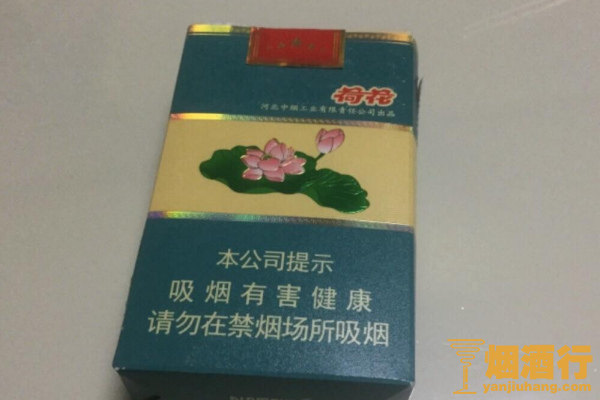 荷花
河北中烟工业有限责任公司出品
本公司提示
吸烟有害健康
请勿在禁烟场所吸烟
烟酒行
yanjiuhang.com